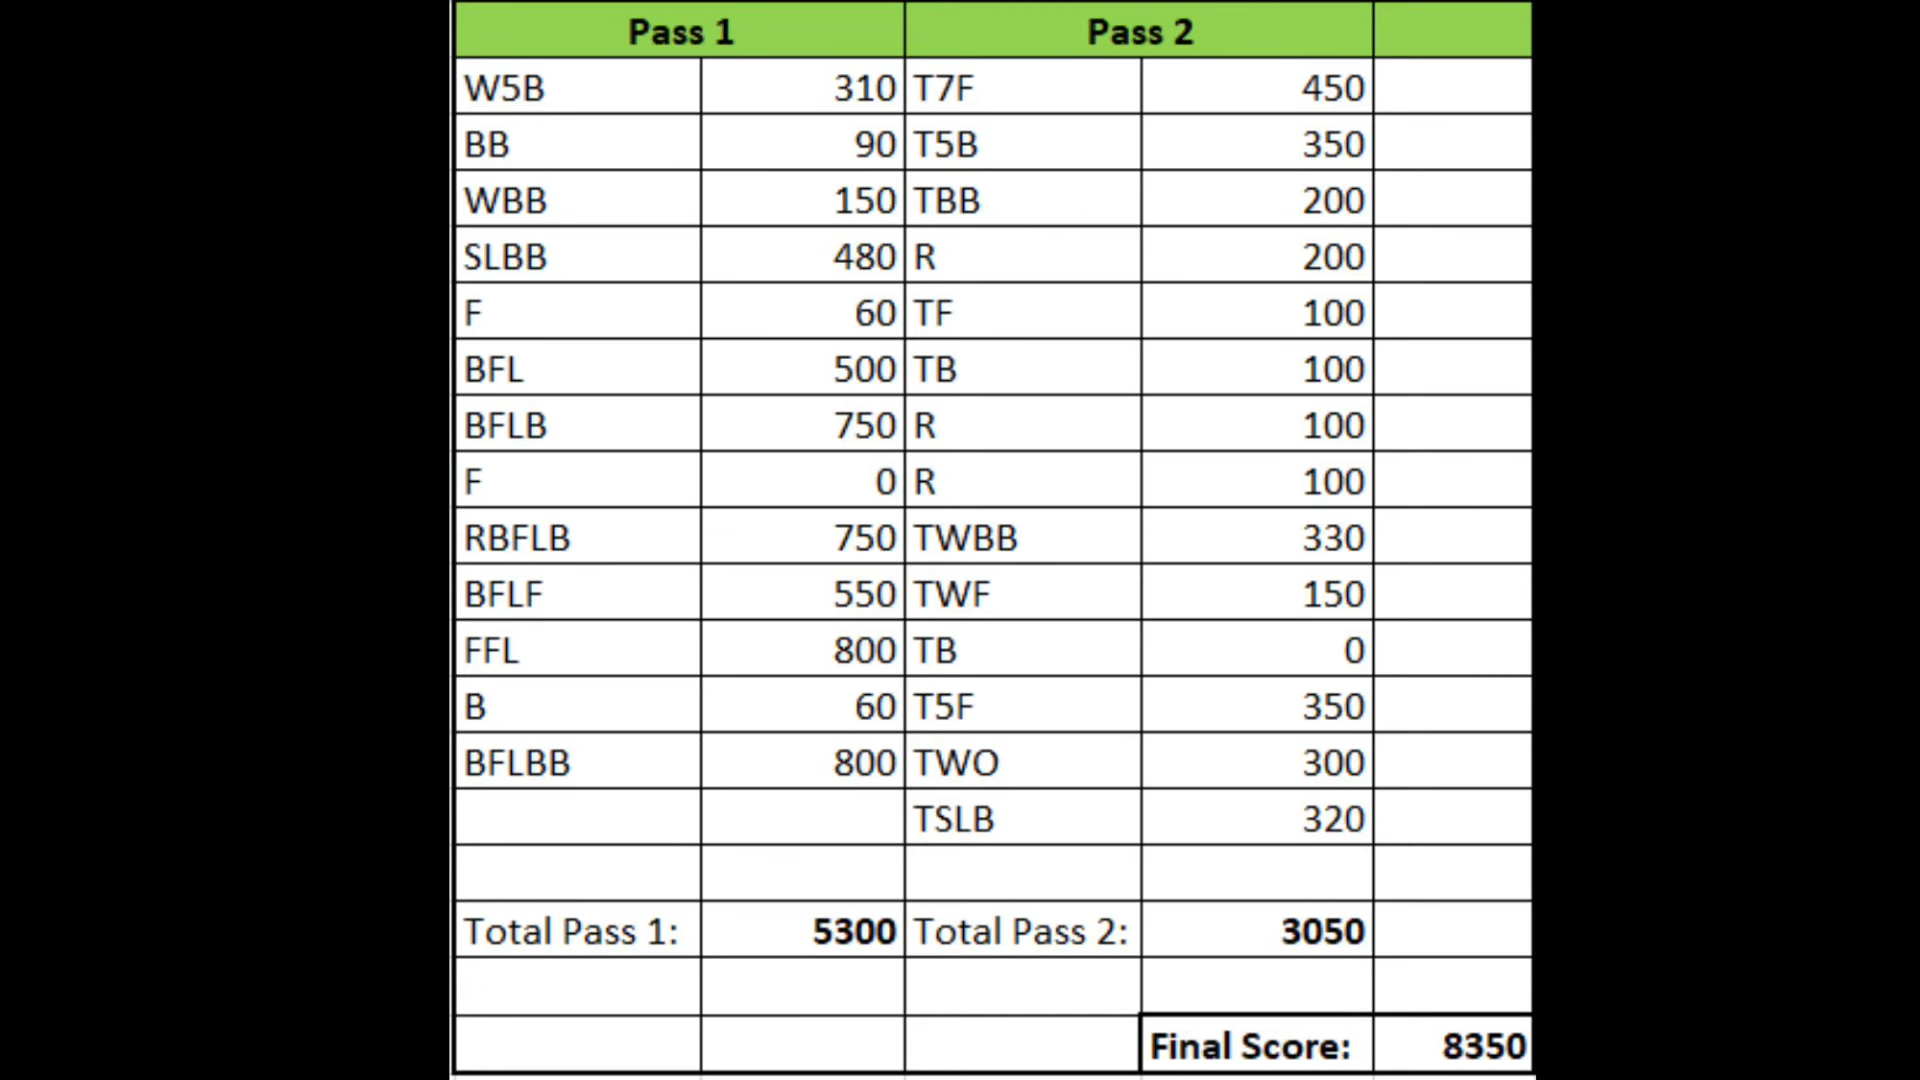 Pass 1 Pass 2
W5B 310 T7F 450
BB 90 T5B 350
WBB 150 TBB 200
SLBB 480 R 200
F 60 TF 100
BFL 500 TB 100
BFLB 750 R 100
F 0 R 100
RBFLB 750 TWBB 330
BFLF 550 TWF 150
FFL 800 TB 0
B 60 T5F 350
BFLBB 800 TWO 300
TSLB 320
Total Pass 1: 5300 Total Pass 2: 3050
Final Score: 8350